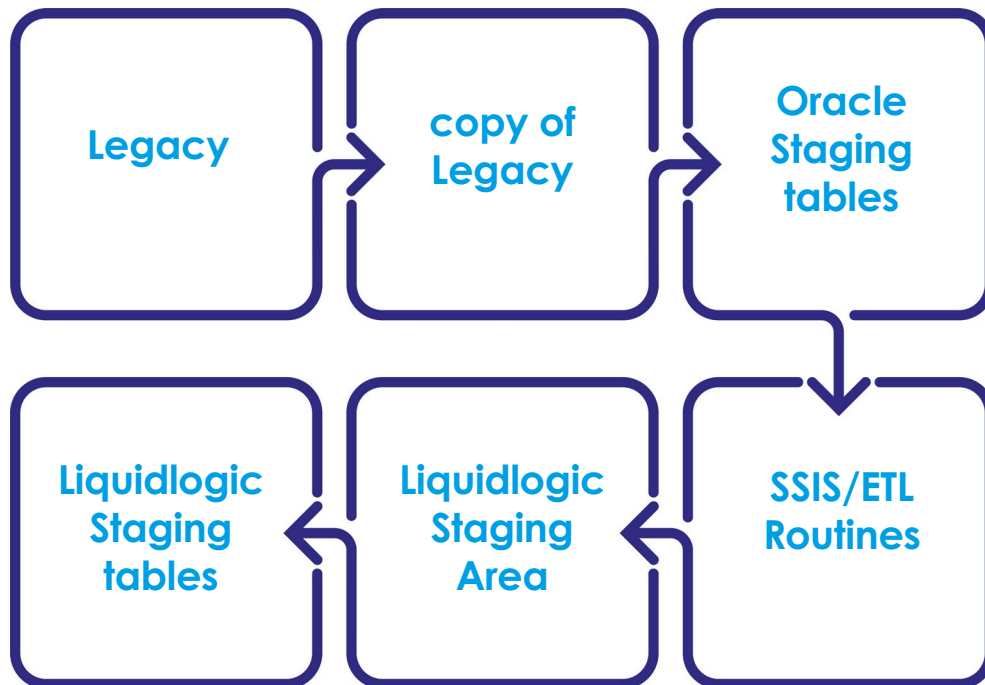 Legacy
copy of
Legacy
Oracle
Staging
tables
SSIS/ETL
Routines
Liquidlogic
Staging
Area
Liquidlogic
Staging
tables